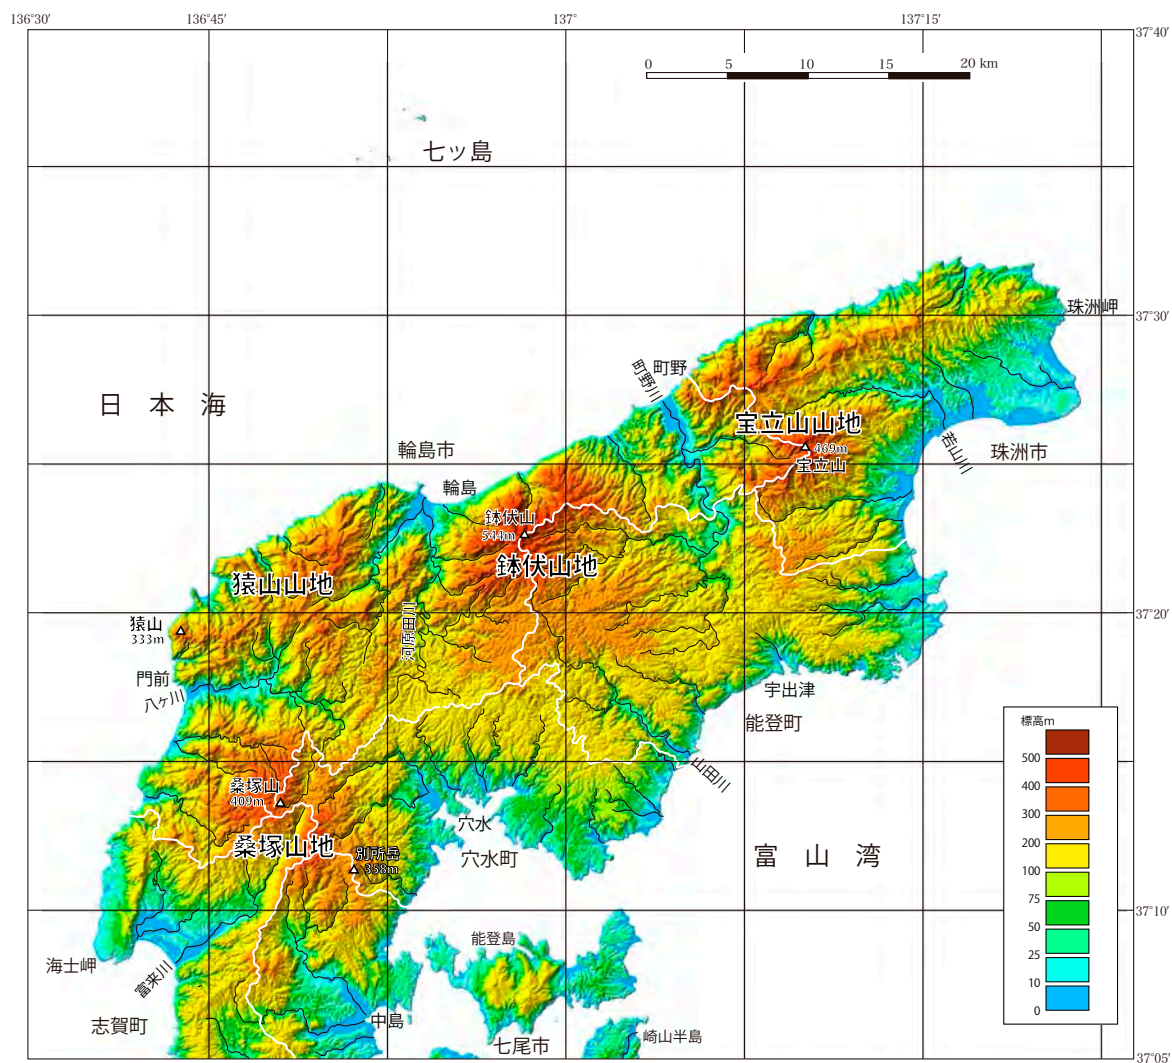 136°30′
136°45′
137°
137°15′
37°40′
0 5 10 15 20 km
七ッ島
37°30′
珠洲岬
町野
町野川
日 本 海
宝立山山地
469m
宝立山
若山川
珠洲市
輪島市
輪島
鉢伏山
544m
鉢伏山地
猿山山地
37°20′
猿山
333m
河原田川
門前
八ヶ川
宇出津
能登町
山田川
標高m
500
400
300
200
100
75
50
25
10
0
桑塚山
409m
桑塚山地
別所岳
358m
穴水
穴水町
富 山 湾
37°10′
能登島
海士岬
富来川
志賀町
中島
七尾市
崎山半島
37°05′